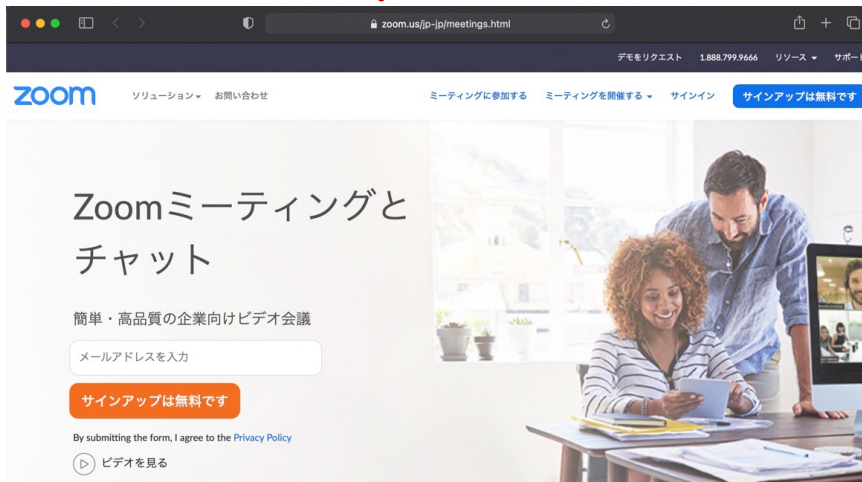 zoom.us/jp-jp/meetings.html
デモをリクエスト 1.888.799.9666 リソース サポート
zoom ソリューション お問い合わせ ミーティングに参加する ミーティングを開催する サインイン サインアップは無料です
Zoomミーティングと
チャット
簡単・高品質の企業向けビデオ会議
メールアドレスを入力
サインアップは無料です
By submitting the form, I agree to the Privacy Policy
ビデオを見る